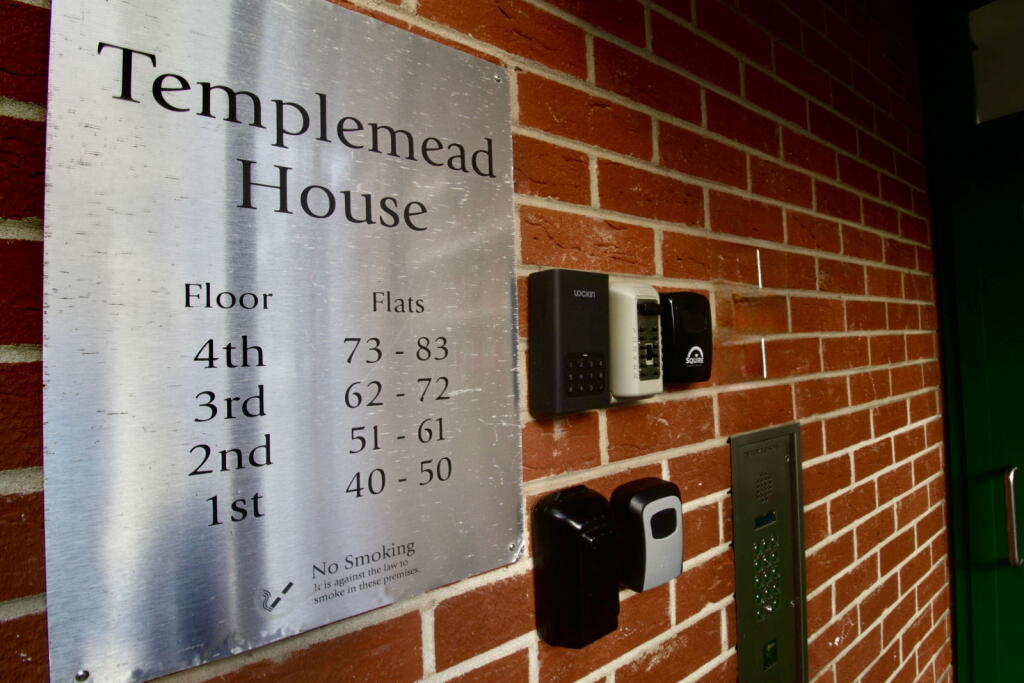 Templemead
House
Floor Flats
4th 73 - 83
3rd 62 - 72
2nd 51 - 61
1st 40 - 50
No Smoking
It is against the law to
smoke in these premises.
LOCKIN
SQUIRE